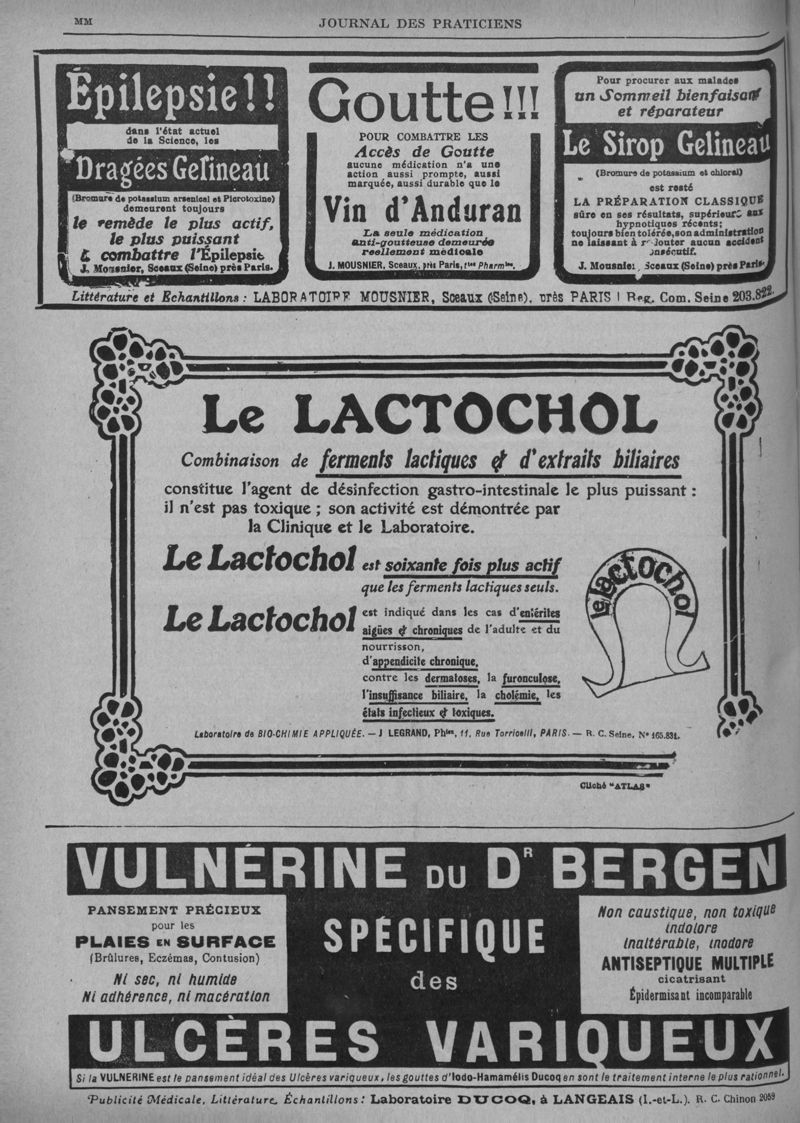 MM
JOURNAL DES PRATICIENS
Épilepsie!!
dans l'état actuel
de la Science, les
Dragées Gelineau
(Bromure de potassium arsenical et Picrotoxine)
demeurent toujours
le remède le plus actif,
le plus puissant
& combattre l'Épilepsie
J. Mousnier, Sceaux (Seine) près Paris.
Goutte!!!
POUR COMBATTRE LES
Accès de Goutte
aucune médication n'a une
action aussi prompte, aussi
marquée, aussi durable que le
Vin d'Anduran
La seule médication
anti-goutteuse demeurée
reellement médicale
J. MOUSNIER, Sceaux, près Paris, et ses Pharmies.
Pour procurer aux malades
un Sommeil bienfaisant
et réparateur
Le Sirop Gelineau
(Bromure de potassium et chloral)
est resté
LA PRÉPARATION CLASSIQUE
sûre en ses résultats, supérieure aux
hypnotiques récents;
toujours bien tolérée, son administration
ne laissant à redouter aucun accident
consécutif.
J. Mousnier, Sceaux (Seine) près Paris.
Littérature et Echantillons : LABORATOIRE MOUSNIER, Sceaux (Seine), près PARIS | Reg. Com. Seine 203.822.
Le LACTOCHOL
Combinaison de ferments lactiques & d'extraits biliaires
constitue l'agent de désinfection gastro-intestinale le plus puissant :
il n'est pas toxique ; son activité est démontrée par
la Clinique et le Laboratoire.
Le Lactochol est soixante fois plus actif
que les ferments lactiques seuls.
Le Lactochol est indiqué dans les cas d'entérites
aigües & chroniques de l'adulte et du
nourrisson,
d'appendicite chronique,
contre les dermatoses, la furonculose,
l'insuffisance biliaire, la cholémie, les
états infectieux & toxiques.
le lactochol
Laboratoire de BIO-CHIMIE APPLIQUÉE. — J LEGRAND, Phien, 11, Rue Torricelli, PARIS. — R. C. Seine, No 165.831.
Cliché "ATLAS"
VULNÉRINE DU Dr BERGEN
PANSEMENT PRÉCIEUX
pour les
PLAIES EN SURFACE
(Brûlures, Eczémas, Contusion)
Ni sec, ni humide
Ni adhérence, ni macération
SPÉCIFIQUE
des
Non caustique, non toxique
indolore
Inaltérable, inodore
ANTISEPTIQUE MULTIPLE
cicatrisant
Épidermisant incomparable
ULCÈRES VARIQUEUX
Si la VULNERINE est le pansement idéal des Ulcères variqueux, les gouttes d'Iodo-Hamamélis Ducoq en sont le traitement interne le plus rationnel.
Publicité Médicale, Littérature, Échantillons : Laboratoire DUCOQ, à LANGEAIS (I.-et-L.). R. C. Chinon 2059